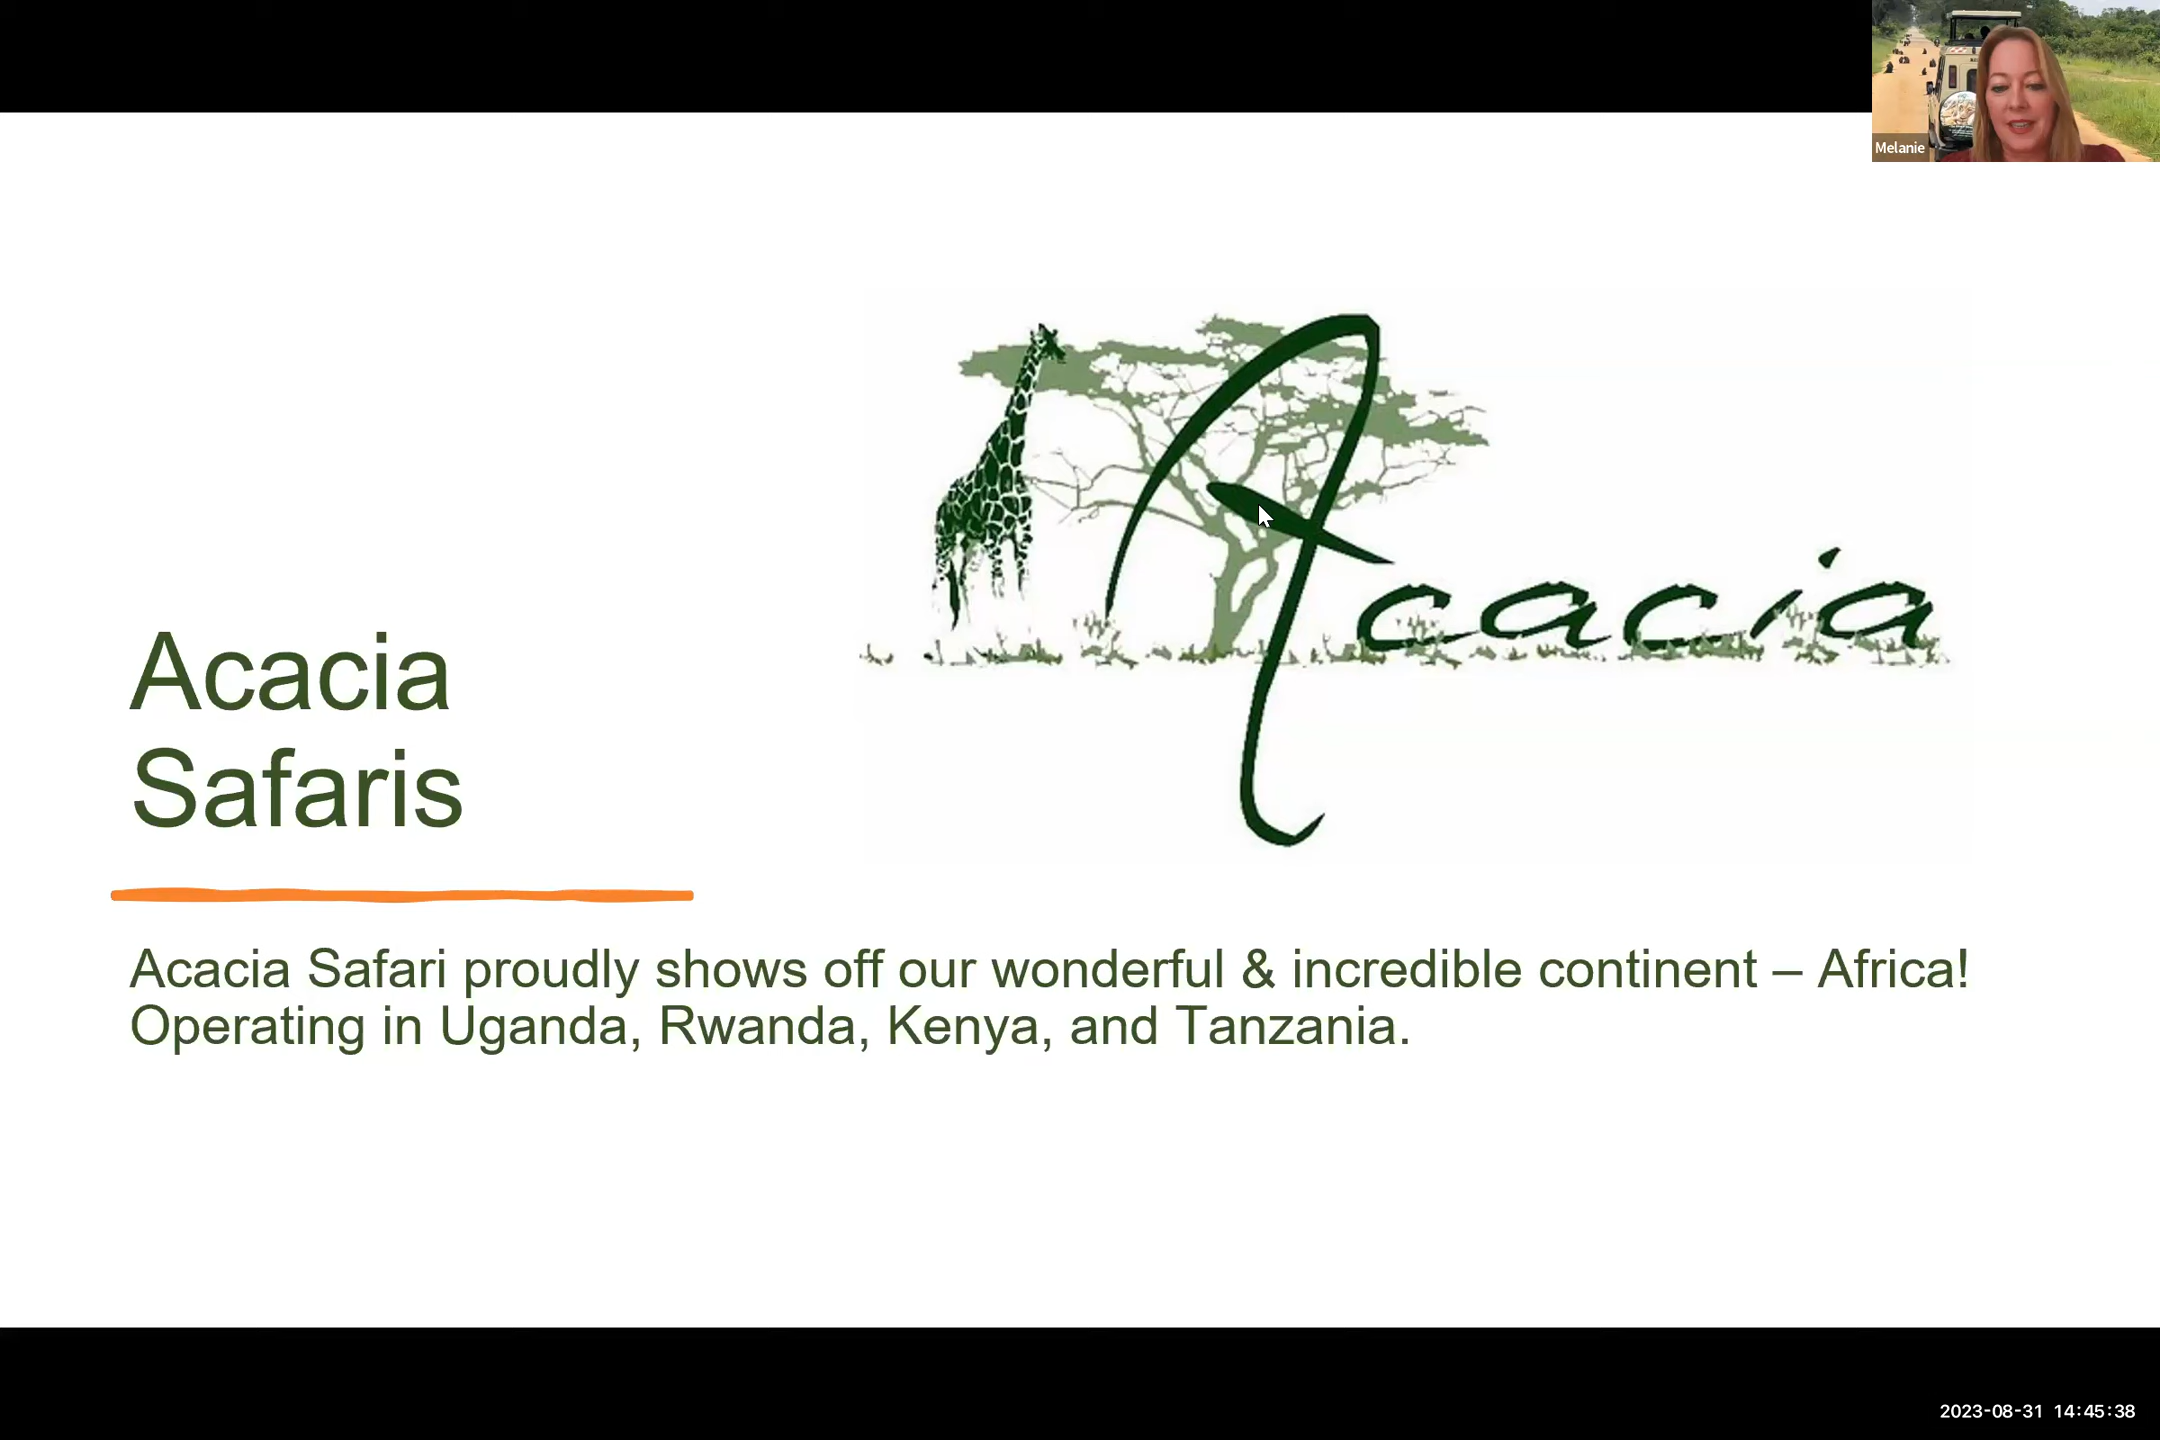 Melanie
Acacia
Acacia
Safaris
Acacia Safari proudly shows off our wonderful & incredible continent – Africa!
Operating in Uganda, Rwanda, Kenya, and Tanzania.
2023-08-31 14:45:38